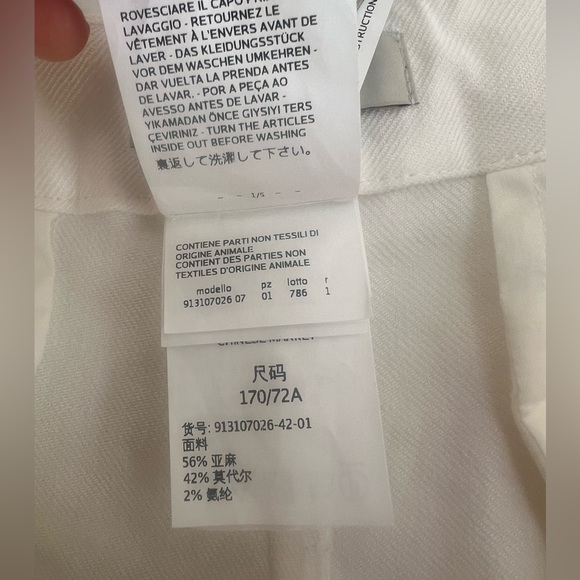 ROVESCIARE IL CAPO
LAVAGGIO - RETOURNEZ LE
VÊTEMENT À L'ENVERS AVANT DE
LAVER - DAS KLEIDUNGSSTÜCK
VOR DEM WASCHEN UMKEHREN -
DAR VUELTA LA PRENDA ANTES
DE LAVAR. - POR A PEÇA AO
AVESSO ANTES DE LAVAR -
YIKAMADAN ÖNCE GIYSIYI TERS
ÇEVIRINIZ - TURN THE ARTICLES
INSIDE OUT BEFORE WASHING
裏返して洗濯して下さい。
- - 1/5 - -
CONTIENE PARTI NON TESSILI DI
ORIGINE ANIMALE
CONTIENT DES PARTIES NON
TEXTILES D'ORIGINE ANIMALE
modello pz lotto r
913107026 07 01 786 1
CHINESE MARKET
尺码
170/72A
货号: 913107026-42-01
面料
56% 亚麻
42% 莫代尔
2% 氨纶